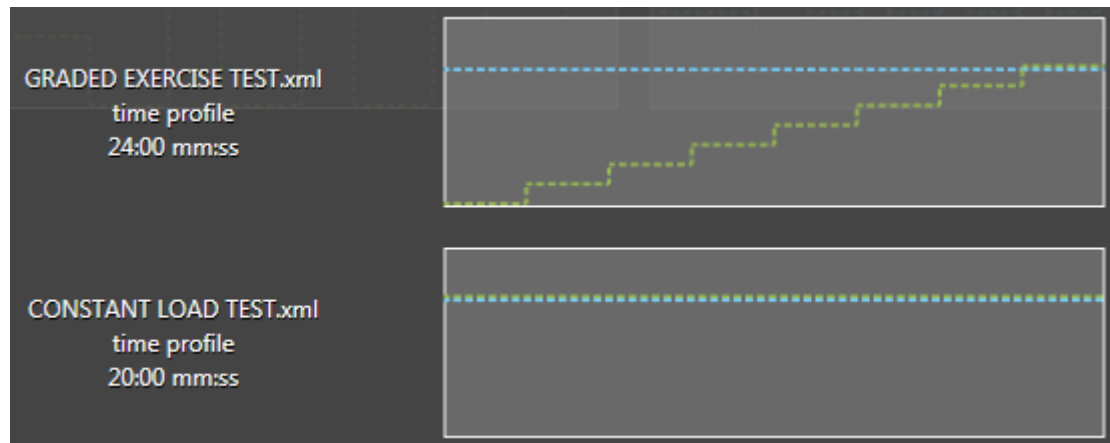 GRADED EXERCISE TEST.xml
time profile
24:00 mm:ss
CONSTANT LOAD TEST.xml
time profile
20:00 mm:ss